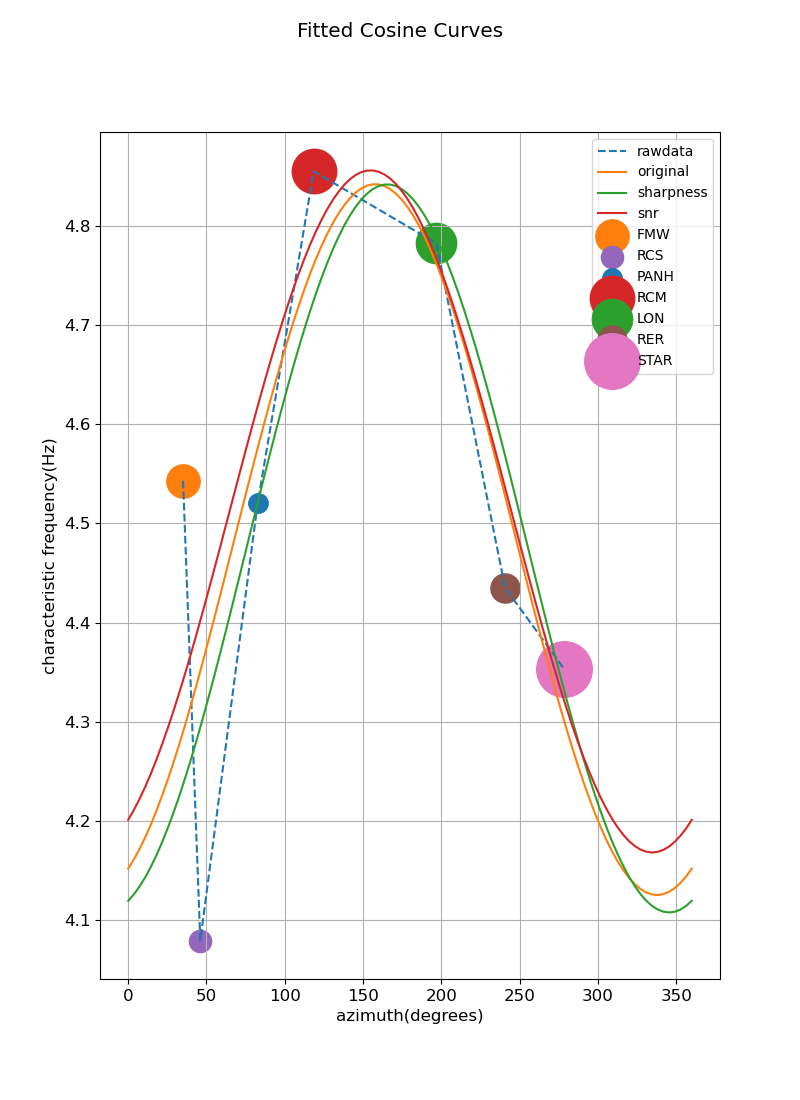 Fitted Cosine Curves
rawdata
original
sharpness
snr
FMW
RCS
PANH
RCM
LON
RER
STAR
4.8
4.7
4.6
4.5
4.4
4.3
4.2
4.1
characteristic frequency(Hz)
0 50 100 150 200 250 300 350
azimuth(degrees)